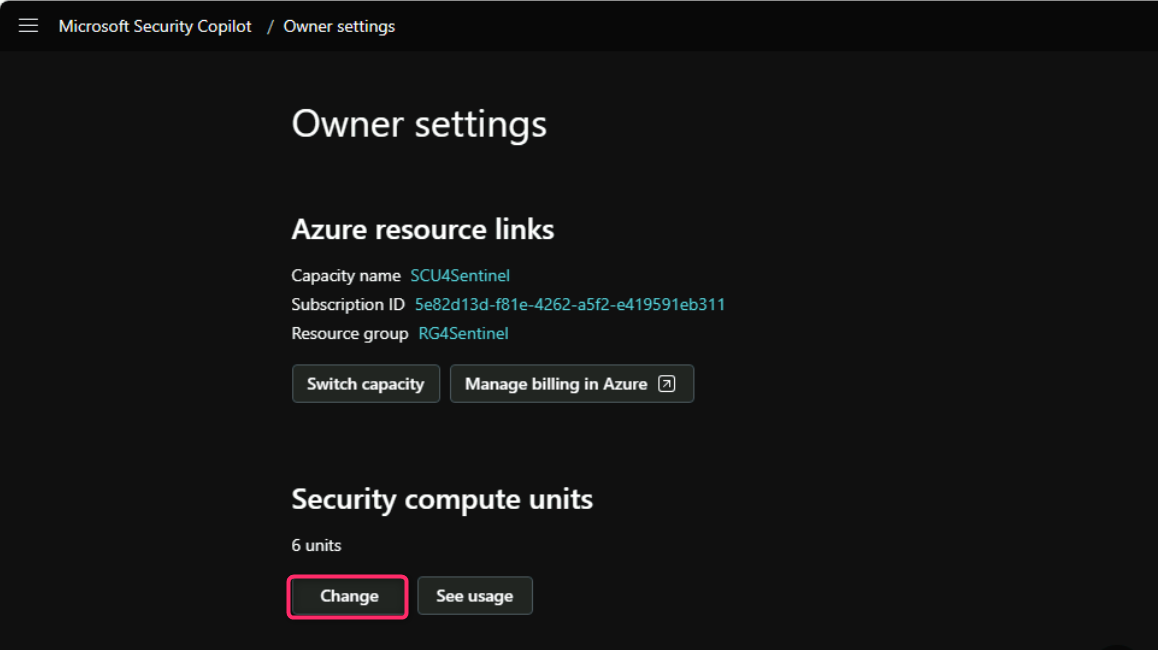 Microsoft Security Copilot / Owner settings
Owner settings
Azure resource links
Capacity name SCU4Sentinel
Subscription ID 5e82d13d-f81e-4262-a5f2-e419591eb311
Resource group RG4Sentinel
Switch capacity Manage billing in Azure
Security compute units
6 units
Change See usage